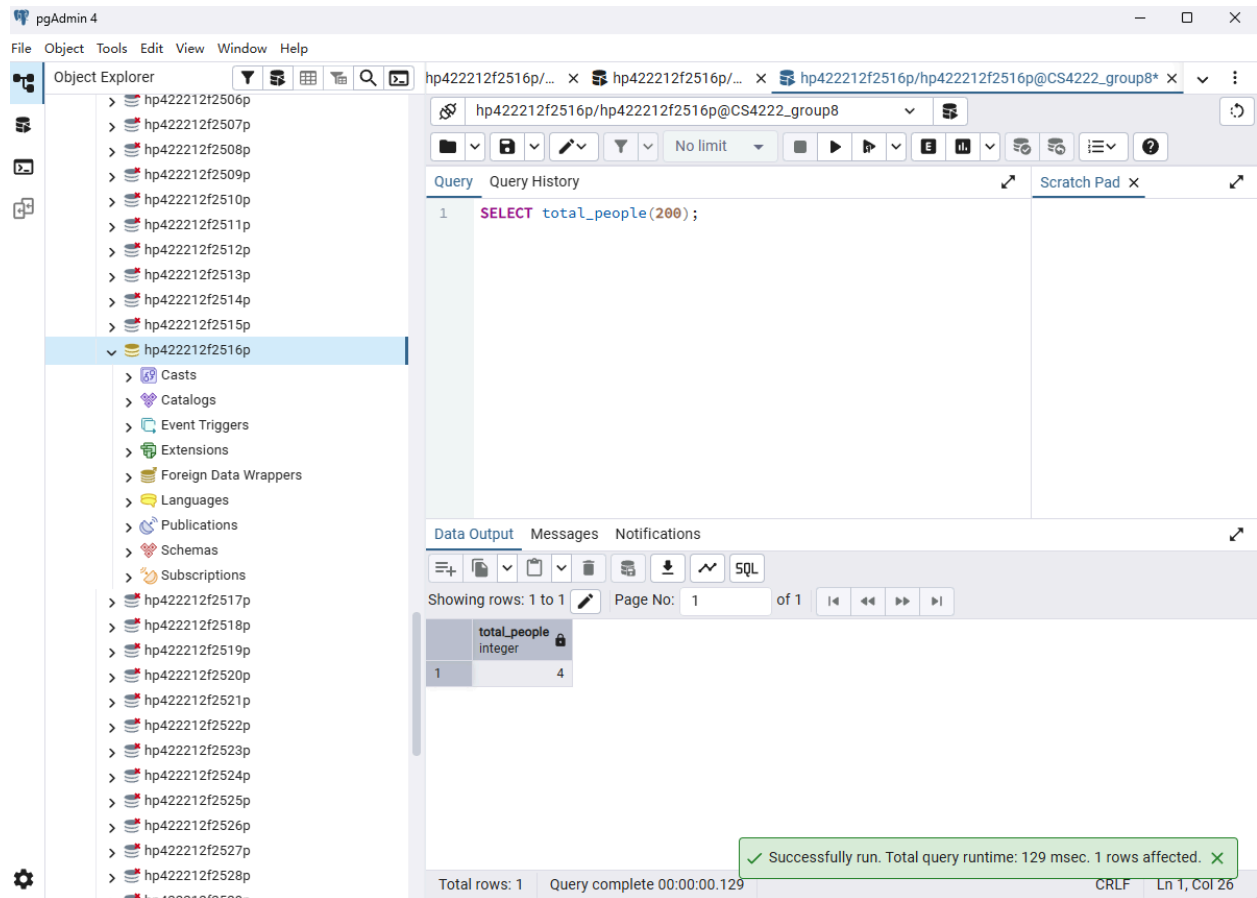 pgAdmin 4
File Object Tools Edit View Window Help
Object Explorer
hp422212f2506p
hp422212f2507p
hp422212f2508p
hp422212f2509p
hp422212f2510p
hp422212f2511p
hp422212f2512p
hp422212f2513p
hp422212f2514p
hp422212f2515p
hp422212f2516p
Casts
Catalogs
Event Triggers
Extensions
Foreign Data Wrappers
Languages
Publications
Schemas
Subscriptions
hp422212f2517p
hp422212f2518p
hp422212f2519p
hp422212f2520p
hp422212f2521p
hp422212f2522p
hp422212f2523p
hp422212f2524p
hp422212f2525p
hp422212f2526p
hp422212f2527p
hp422212f2528p
hp422212f2516p/... hp422212f2516p/... hp422212f2516p/hp422212f2516p@CS4222_group8*
hp422212f2516p/hp422212f2516p@CS4222_group8
No limit
Query Query History
Scratch Pad
1 SELECT total_people(200);
Data Output Messages Notifications
SQL
Showing rows: 1 to 1 Page No: 1 of 1
total_people
integer
1 4
Successfully run. Total query runtime: 129 msec. 1 rows affected.
Total rows: 1 Query complete 00:00:00.129 CRLF Ln 1, Col 26